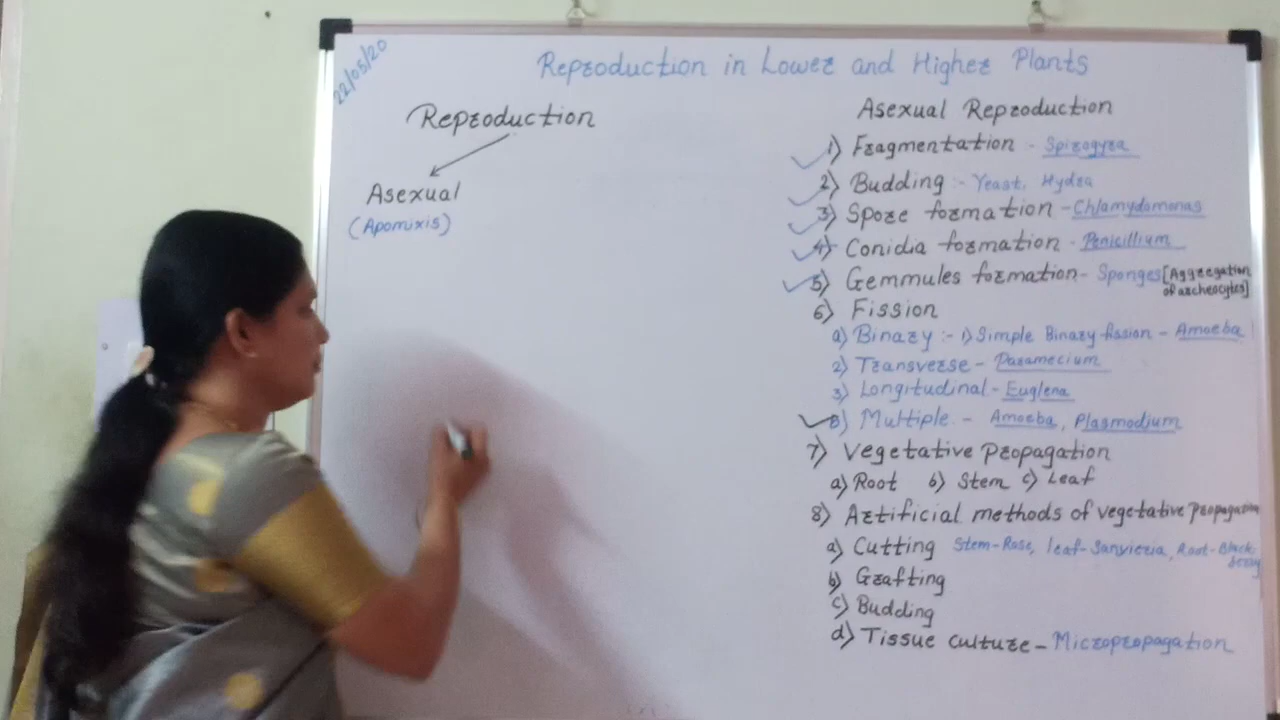 22/05/20
Reproduction in Lower and Higher Plants
Reproduction
Asexual
(Apomixis)
Asexual Reproduction
1) Fragmentation - Spirogyra
2) Budding :- Yeast, Hydra
3) Spore formation - Chlamydomonas
4) Conidia formation - Penicillium
5) Gemmules formation - Sponges [Aggregation
of archeocytes]
6) Fission
a) Binary :- 1) Simple Binary fission - Amoeba
2) Transverse - Paramecium
3) Longitudinal - Euglena
b) Multiple - Amoeba, Plasmodium
7) Vegetative Propagation
a) Root b) Stem c) Leaf
8) Artificial methods of vegetative propagation
a) Cutting Stem-Rose, leaf-Sanvieria, Root-Black
berry
b) Grafting
c) Budding
d) Tissue culture - Micropropagation